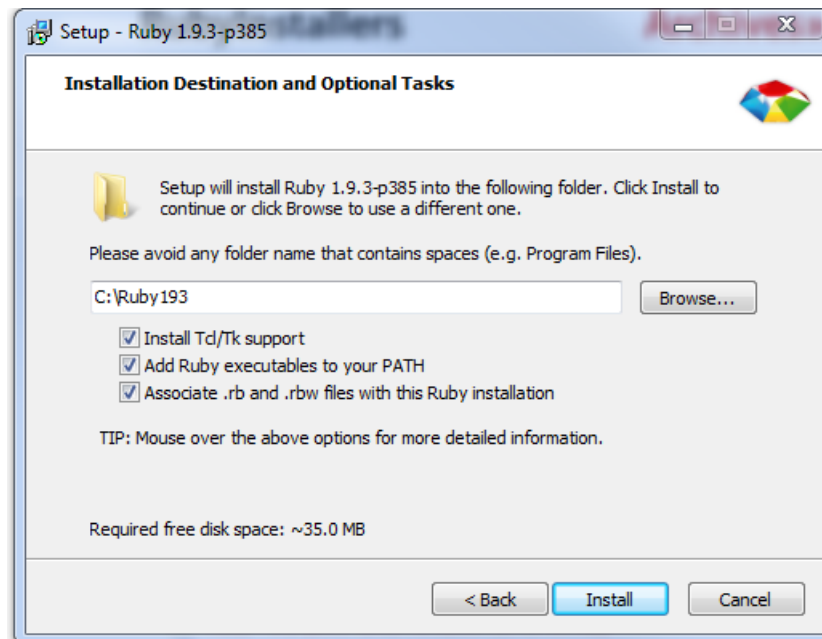 Setup - Ruby 1.9.3-p385
Installation Destination and Optional Tasks
Setup will install Ruby 1.9.3-p385 into the following folder. Click Install to
continue or click Browse to use a different one.
Please avoid any folder name that contains spaces (e.g. Program Files).
C:\Ruby193
Browse...
Install Tcl/Tk support
Add Ruby executables to your PATH
Associate .rb and .rbw files with this Ruby installation
TIP: Mouse over the above options for more detailed information.
Required free disk space: ~35.0 MB
< Back
Install
Cancel